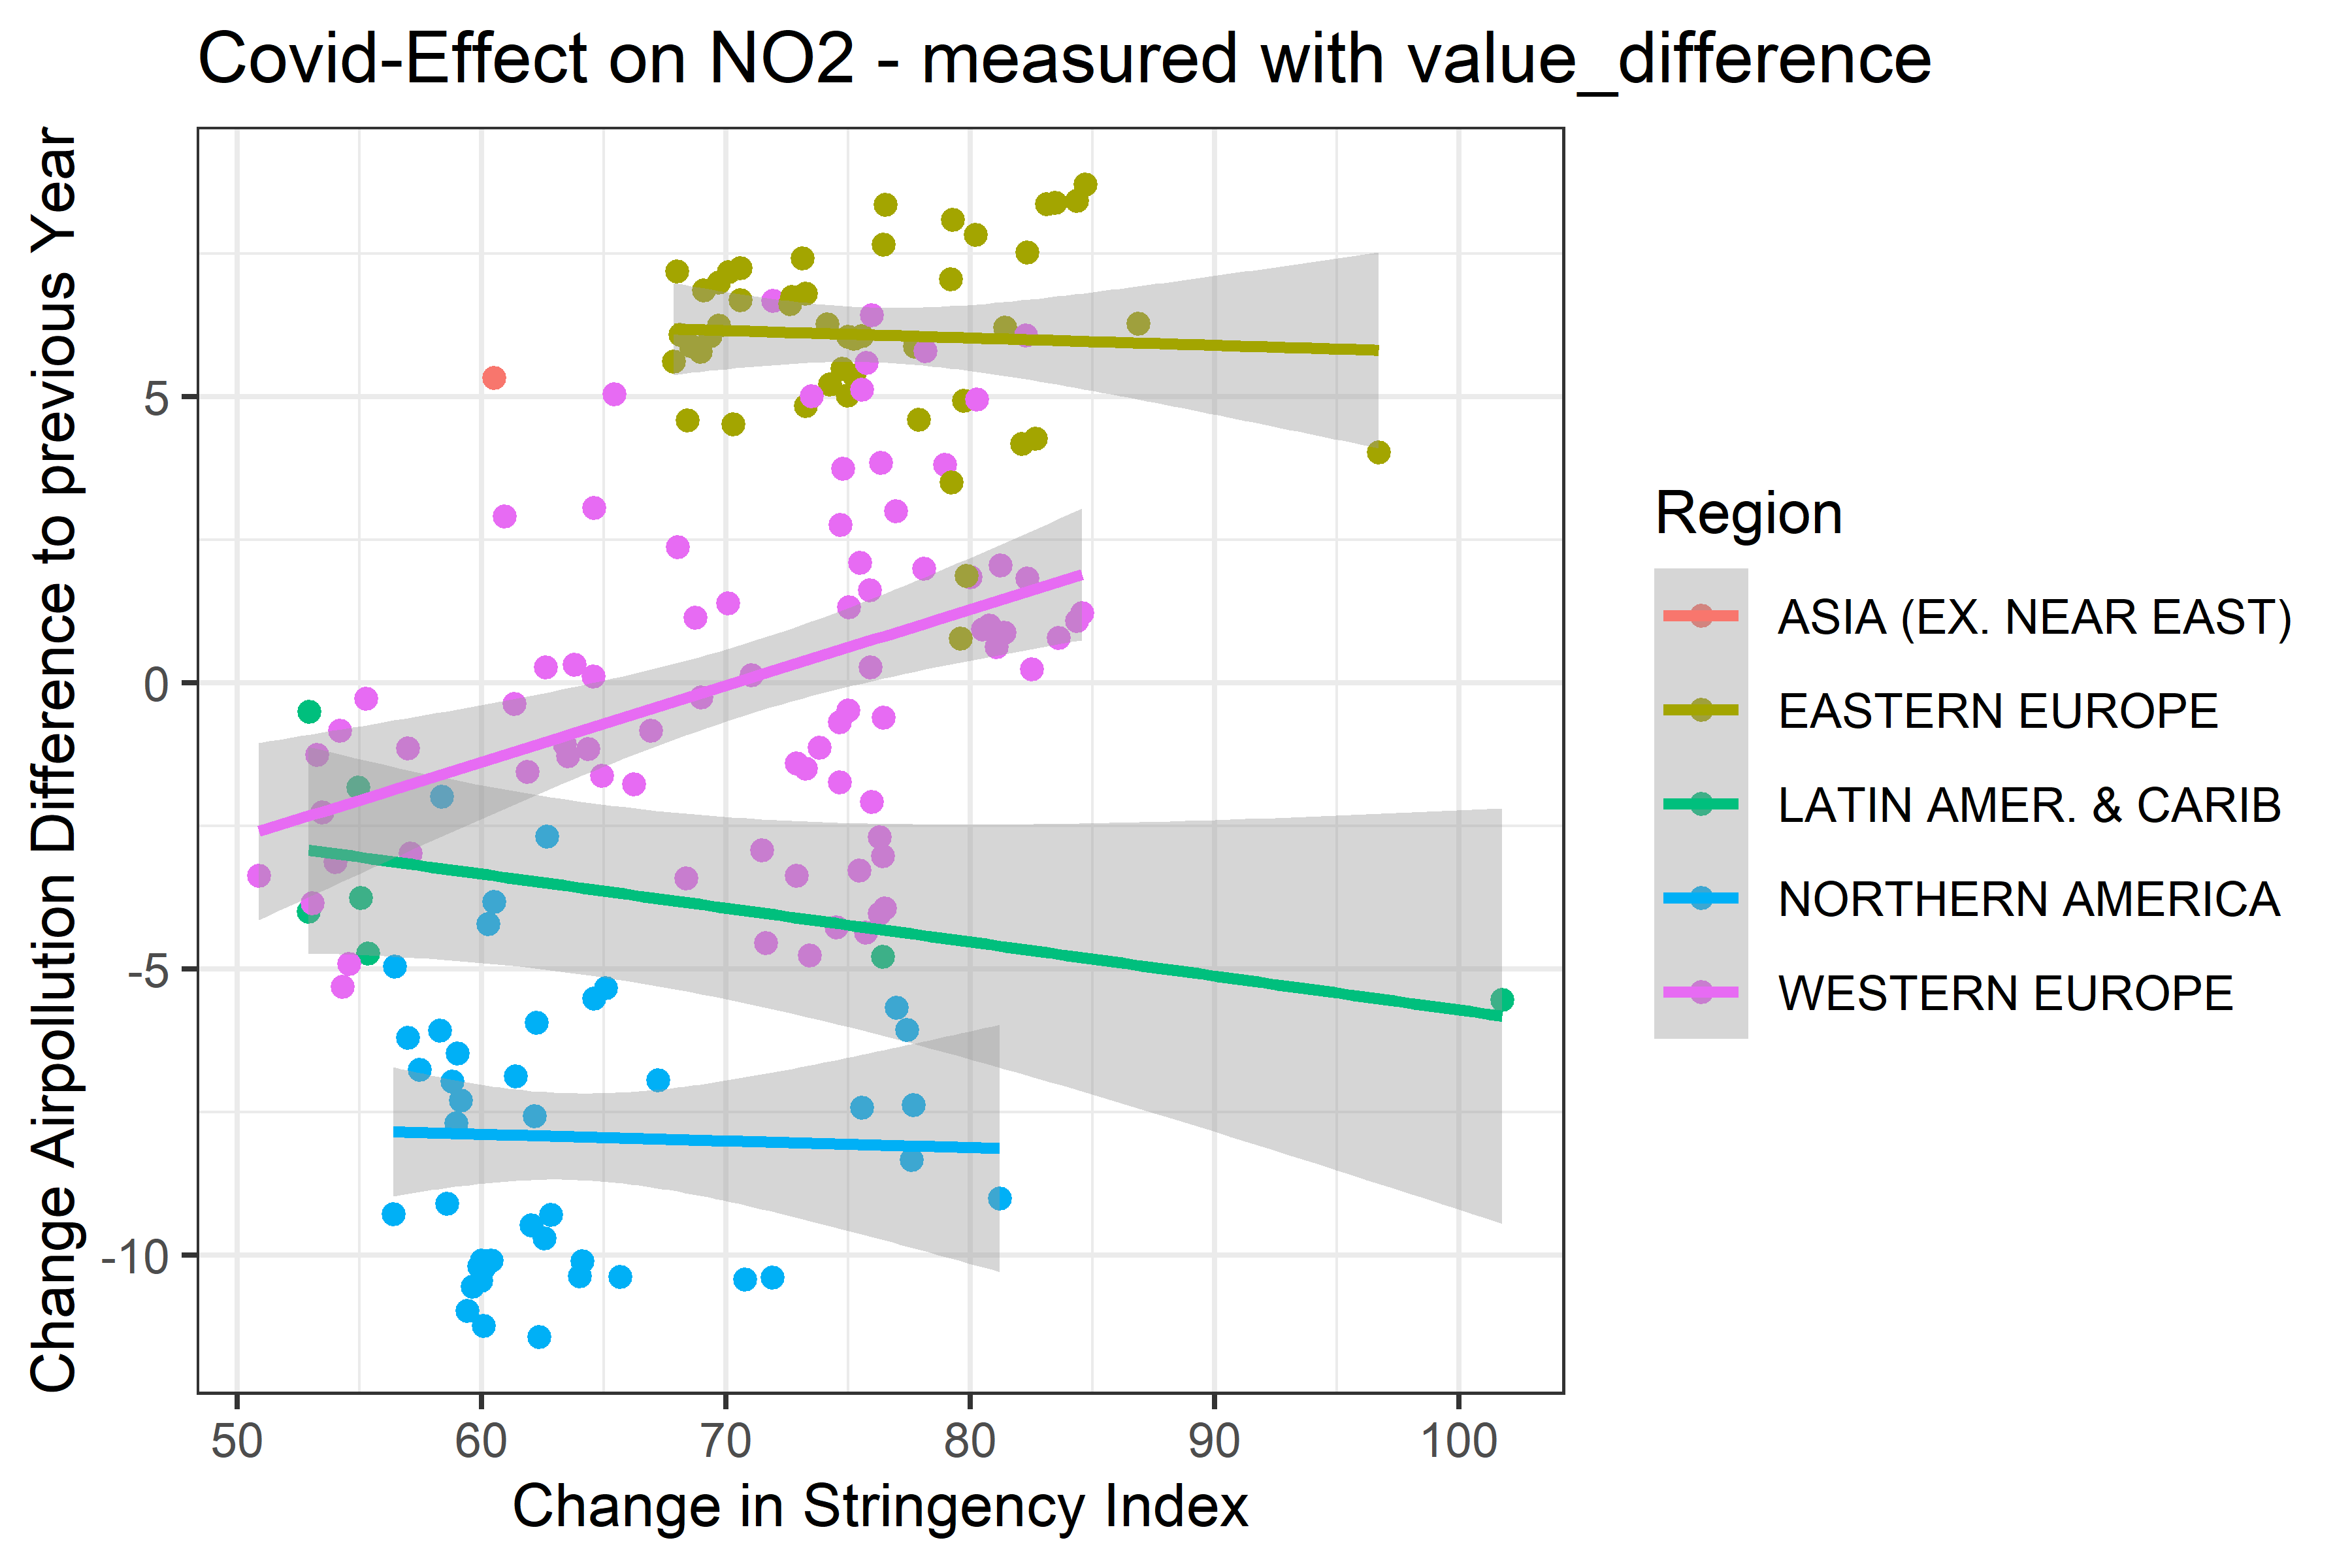 Covid-Effect on NO2 - measured with value_difference
Change Airpollution Difference to previous Year
5
0
-5
-10
50 60 70 80 90 100
Change in Stringency Index
Region
ASIA (EX. NEAR EAST)
EASTERN EUROPE
LATIN AMER. & CARIB
NORTHERN AMERICA
WESTERN EUROPE